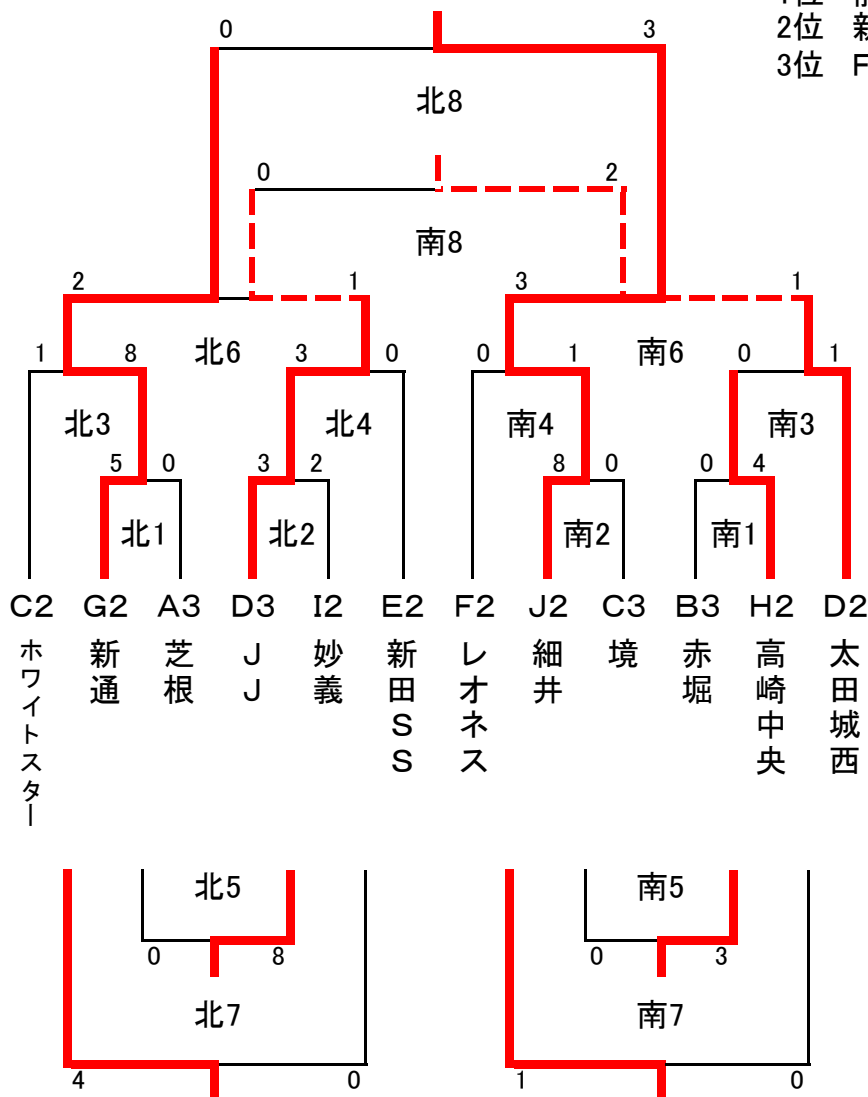 0 3
2位
3位 F
北8
0 2
南8
2 1 3 1
1 8 北6 3 0 0 1 南6 0 1
北3 北4 南4 南3
5 0 3 2 8 0 0 4
北1 北2 南2 南1
C2 G2 A3 D3 I2 E2 F2 J2 C3 B3 H2 D2
ホワイトスター
新通
芝根
JJ
妙義
新田SS
レオネス
細井
境
赤堀
高崎中央
太田城西
北5 南5
0 8 0 3
北7 南7
4 0 1 0